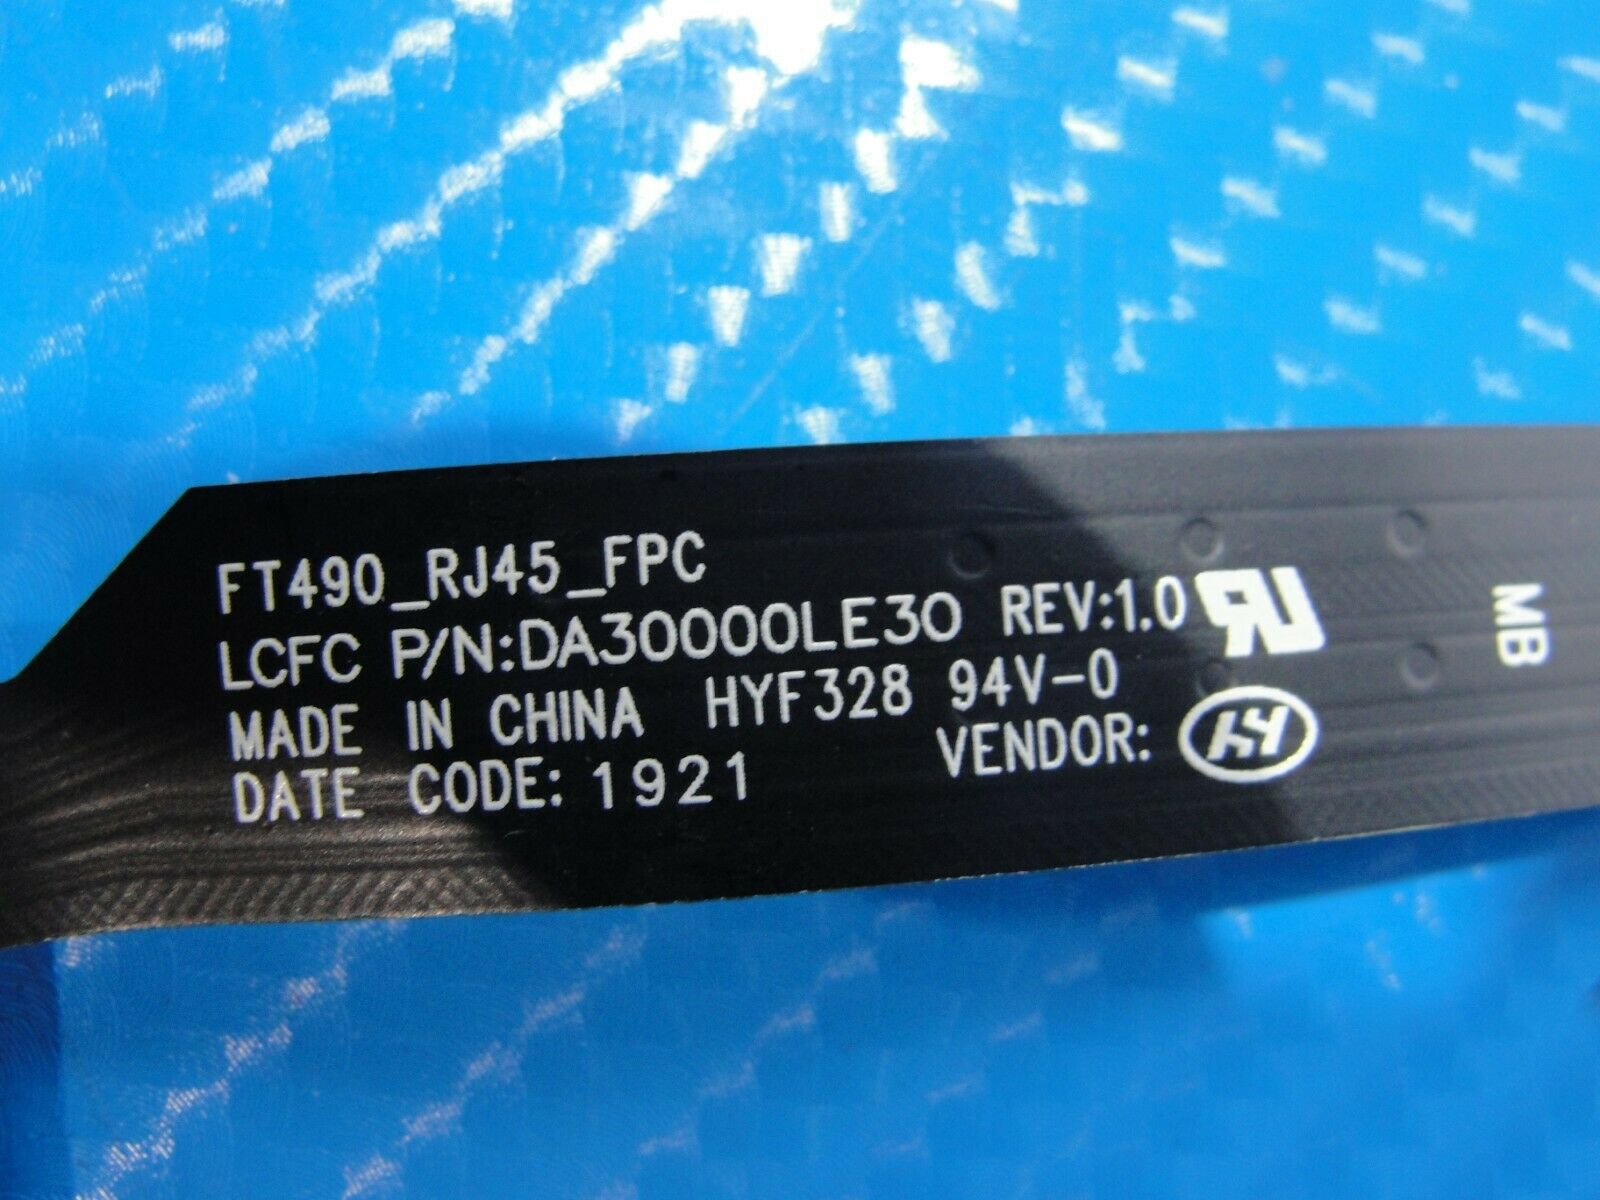 FT490_RJ45_FPC
LCFC P/N:DA30000LE30 REV:1.0
MADE IN CHINA HYF328 94V-0
DATE CODE: 1921 VENDOR:
MB